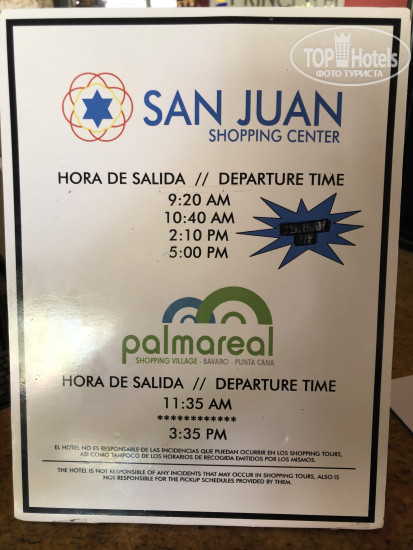 TOP Hotels
ФОТО ТУРИСТА
SAN JUAN
SHOPPING CENTER
HORA DE SALIDA // DEPARTURE TIME
9:20 AM
10:40 AM
2:10 PM
5:00 PM
palmareal
SHOPPING VILLAGE - BAVARO - PUNTA CANA
HORA DE SALIDA // DEPARTURE TIME
11:35 AM
************
3:35 PM
EL HOTEL NO ES RESPONSABLE DE LAS INCIDENCIAS QUE PUEDAN OCURRIR EN LOS SHOPPING TOURS,
ASI COMO TAMPOCO DE LOS HORARIOS DE RECOGIDA EMITIDOS POR LOS MISMOS.
THE HOTEL IS NOT RESPONSIBLE OF ANY INCIDENTS THAT MAY OCCUR IN SHOPPING TOURS, ALSO IS
NOT RESPONSIBLE FOR THE PICKUP SCHEDULES PROVIDED BY THEM.